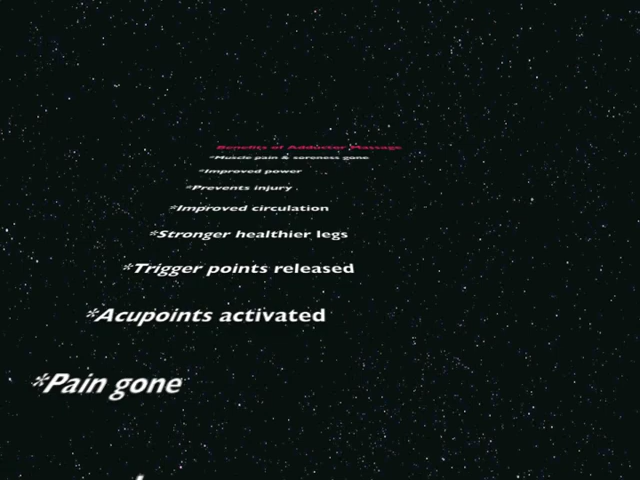 Benefits of Adductor Massage
*Muscle pain & soreness gone
*Improved power
*Prevents injury
*Improved circulation
*Stronger healthier legs
*Trigger points released
*Acupoints activated
*Pain gone